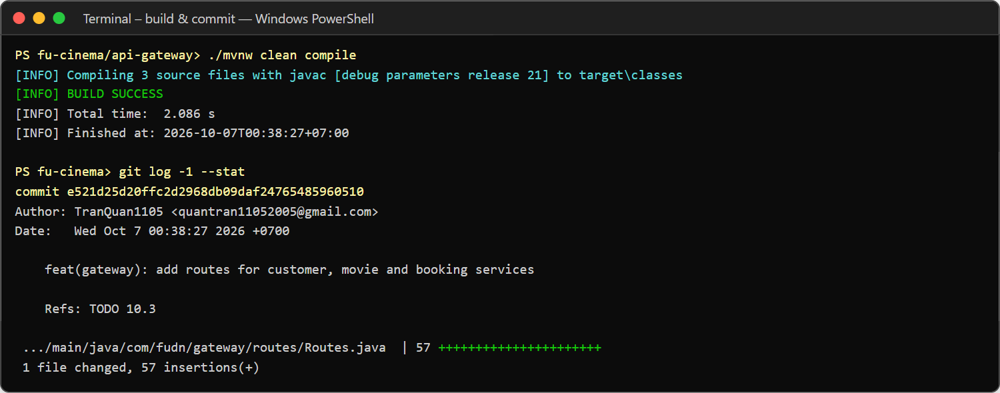 Terminal – build & commit — Windows PowerShell
PS fu-cinema/api-gateway> ./mvnw clean compile
[INFO] Compiling 3 source files with javac [debug parameters release 21] to target\classes
[INFO] BUILD SUCCESS
[INFO] Total time:  2.086 s
[INFO] Finished at: 2026-10-07T00:38:27+07:00
PS fu-cinema> git log -1 --stat
commit e521d25d20ffc2d2968db09daf24765485960510
Author: TranQuan1105 <quantran11052005@gmail.com>
Date:   Wed Oct 7 00:38:27 2026 +0700
    feat(gateway): add routes for customer, movie and booking services
    Refs: TODO 10.3
 .../main/java/com/fudn/gateway/routes/Routes.java  | 57 ++++++++++++++++++++++
 1 file changed, 57 insertions(+)